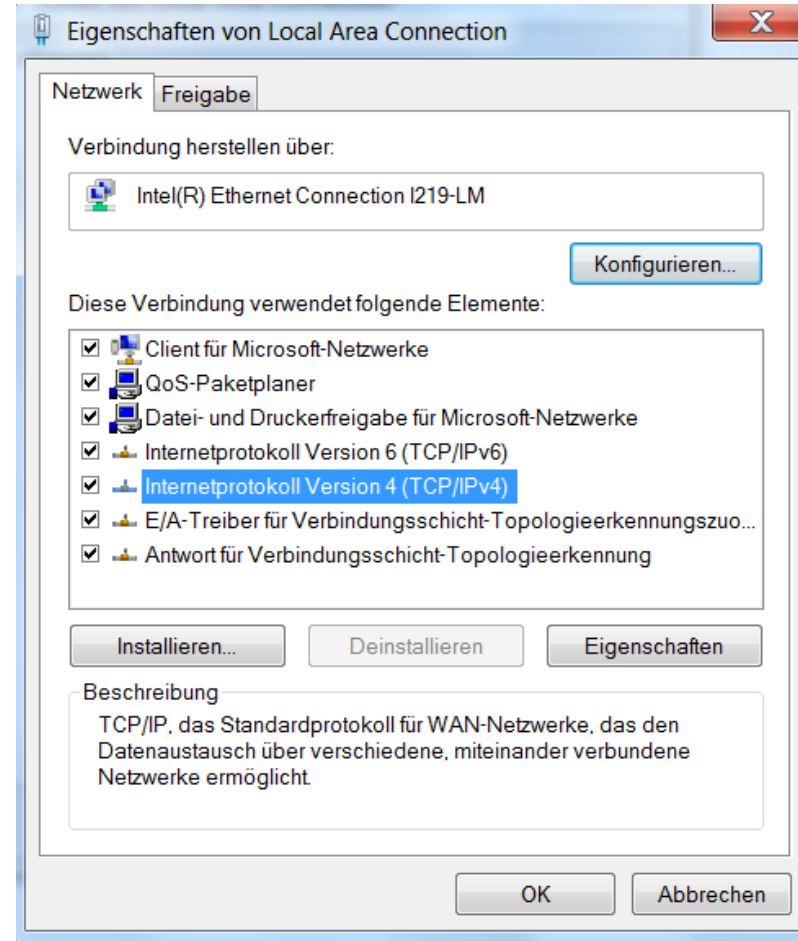 Eigenschaften von Local Area Connection
X
Netzwerk Freigabe
Verbindung herstellen über:
Intel(R) Ethernet Connection I219-LM
Konfigurieren...
Diese Verbindung verwendet folgende Elemente:
Client für Microsoft-Netzwerke
QoS-Paketplaner
Datei- und Druckerfreigabe für Microsoft-Netzwerke
Internetprotokoll Version 6 (TCP/IPv6)
Internetprotokoll Version 4 (TCP/IPv4)
E/A-Treiber für Verbindungsschicht-Topologieerkennungszuo...
Antwort für Verbindungsschicht-Topologieerkennung
Installieren... Deinstallieren Eigenschaften
Beschreibung
TCP/IP, das Standardprotokoll für WAN-Netzwerke, das den
Datenaustausch über verschiedene, miteinander verbundene
Netzwerke ermöglicht.
OK Abbrechen